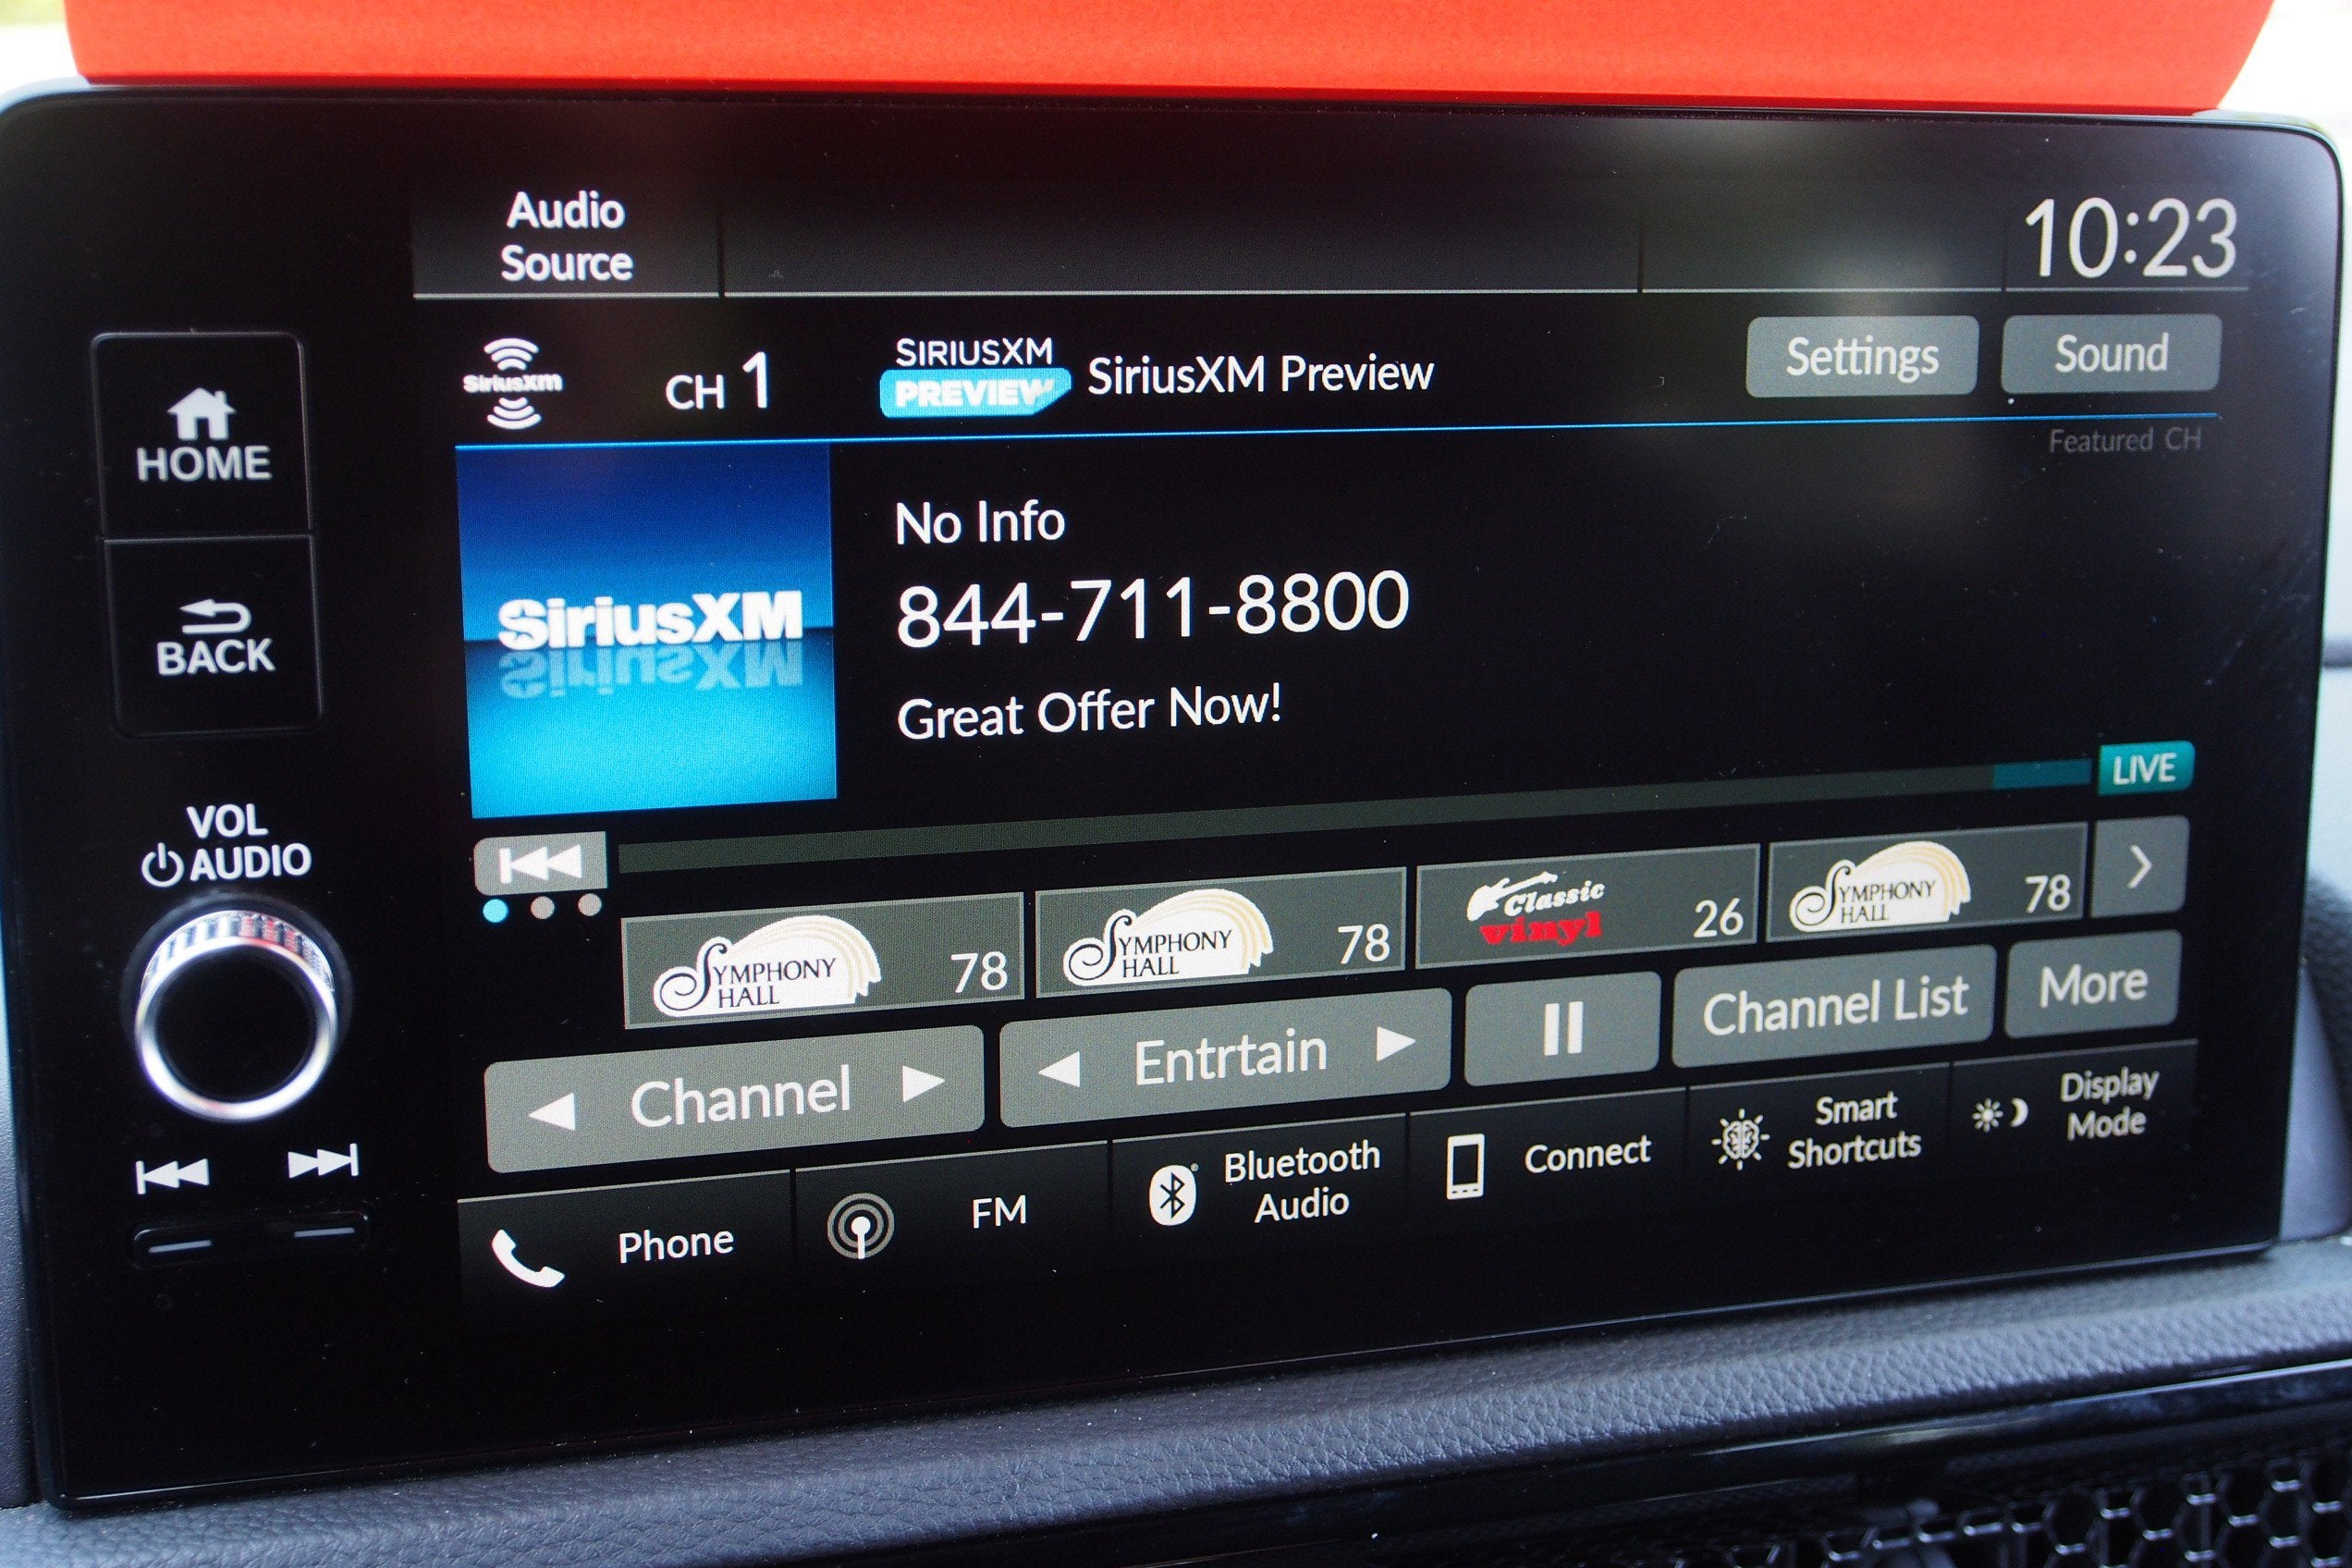 Audio
Source
10:23
HOME
BACK
VOL
AUDIO
SiriusXM
CH 1
SIRIUSXM
PREVIEW
SiriusXM Preview
Settings
Sound
Featured CH
SiriusXM
No Info
844-711-8800
Great Offer Now!
LIVE
SYMPHONY
HALL
78
SYMPHONY
HALL
78
Classic
vinyl
26
SYMPHONY
HALL
78
Channel
Entrtain
Channel List
More
Phone
FM
Bluetooth
Audio
Connect
Smart
Shortcuts
Display
Mode